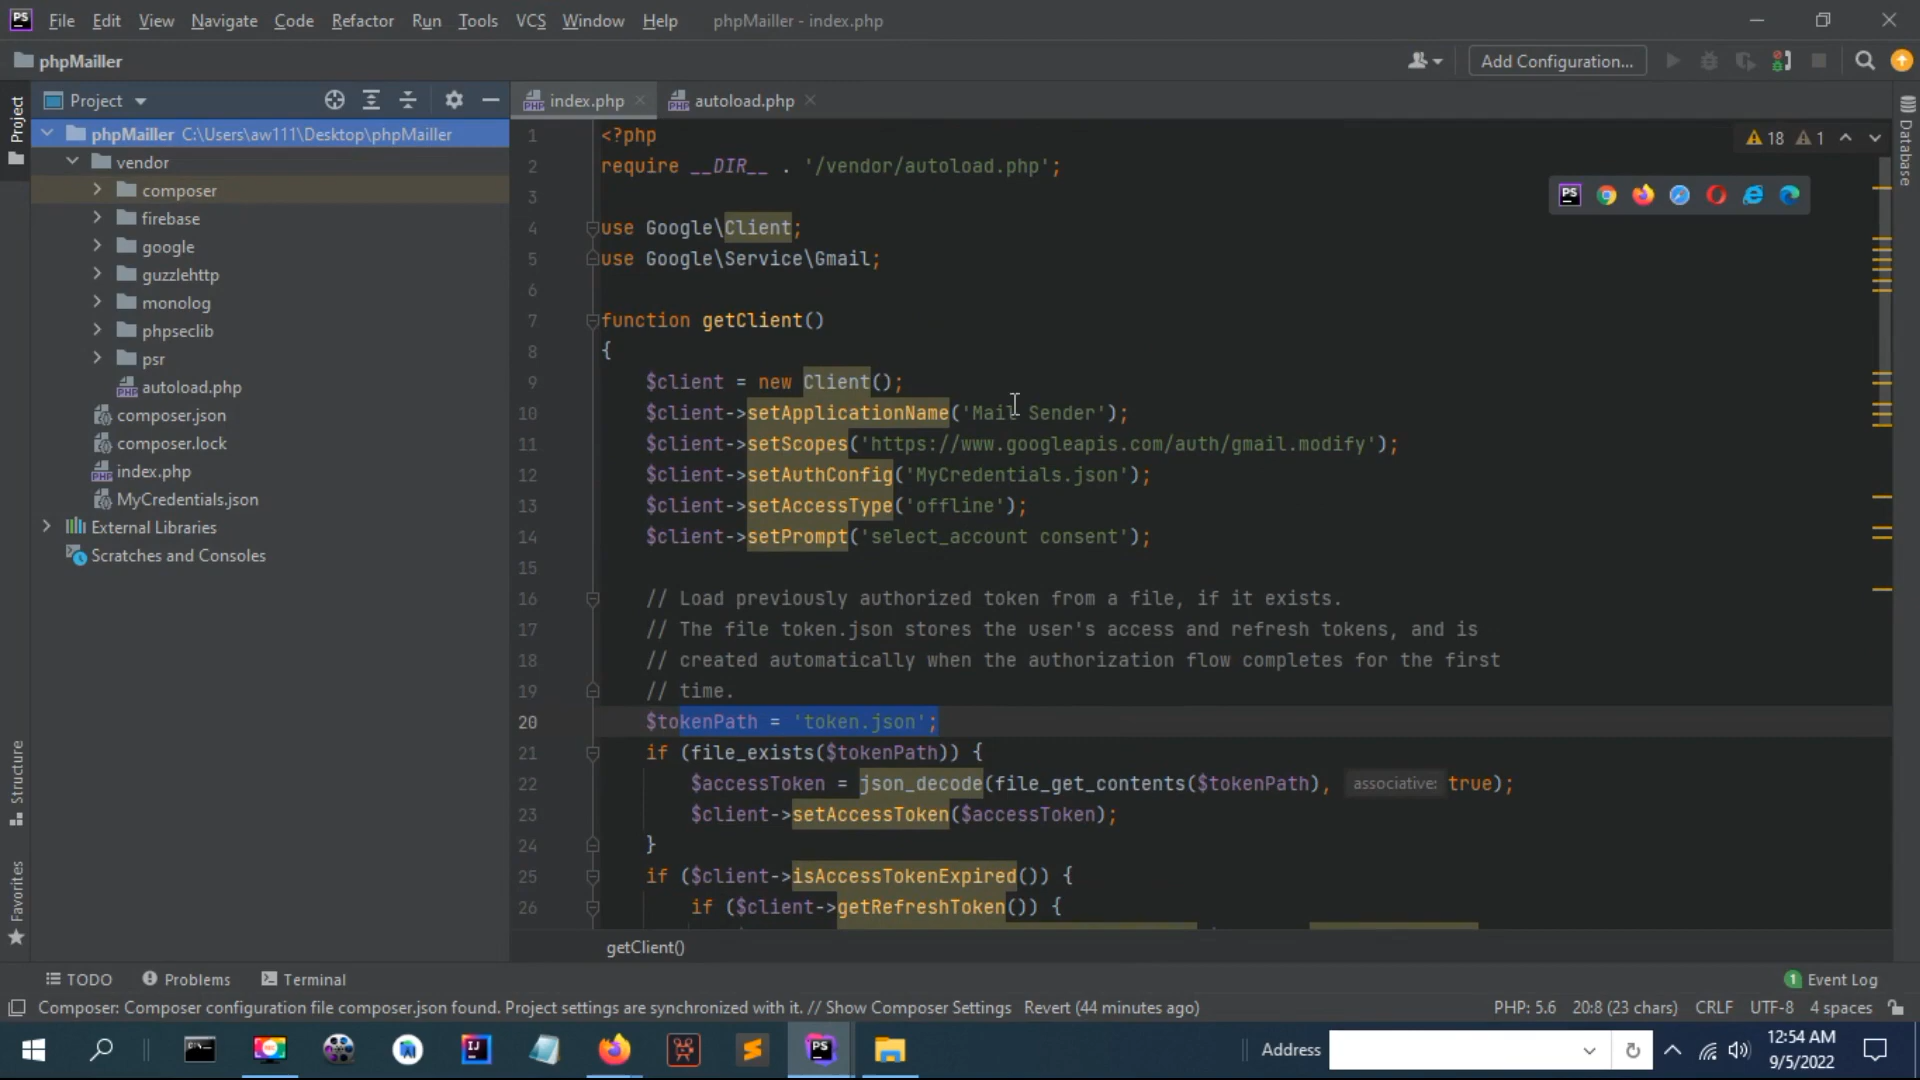 PS File Edit View Navigate Code Refactor Run Tools VCS Window Help phpMailler - index.php
phpMailler Add Configuration...
Project
Project index.php autoload.php
phpMailler C:\Users\aw111\Desktop\phpMailler
vendor
composer
firebase
google
guzzlehttp
monolog
phpseclib
psr
autoload.php
composer.json
composer.lock
index.php
MyCredentials.json
External Libraries
Scratches and Consoles
Structure
Favorites
Database
18 1
PS
1 <?php
2 require __DIR__ . '/vendor/autoload.php';
3
4 use Google\Client;
5 use Google\Service\Gmail;
6
7 function getClient()
8 {
9 $client = new Client();
10 $client->setApplicationName('Mail Sender');
11 $client->setScopes('https://www.googleapis.com/auth/gmail.modify');
12 $client->setAuthConfig('MyCredentials.json');
13 $client->setAccessType('offline');
14 $client->setPrompt('select_account consent');
15
16 // Load previously authorized token from a file, if it exists.
17 // The file token.json stores the user's access and refresh tokens, and is
18 // created automatically when the authorization flow completes for the first
19 // time.
20 $tokenPath = 'token.json';
21 if (file_exists($tokenPath)) {
22 $accessToken = json_decode(file_get_contents($tokenPath), associative: true);
23 $client->setAccessToken($accessToken);
24 }
25 if ($client->isAccessTokenExpired()) {
26 if ($client->getRefreshToken()) {
getClient()
TODO Problems Terminal 1 Event Log
Composer: Composer configuration file composer.json found. Project settings are synchronized with it. // Show Composer Settings Revert (44 minutes ago) PHP: 5.6 20:8 (23 chars) CRLF UTF-8 4 spaces
Address 12:54 AM
9/5/2022